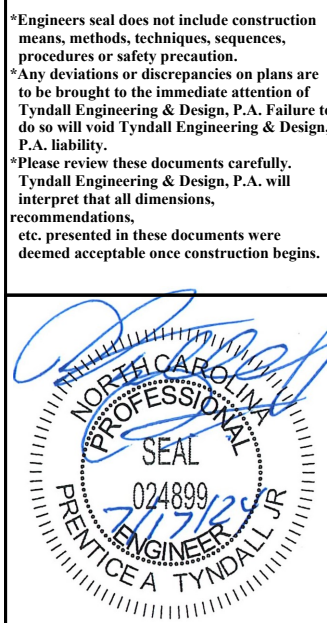 *Engineers seal does not include construction
means, methods, techniques, sequences,
procedures or safety precaution.
*Any deviations or discrepancies on plans are
to be brought to the immediate attention of
Tyndall Engineering & Design, P.A. Failure to
do so will void Tyndall Engineering & Design,
P.A. liability.
*Please review these documents carefully.
Tyndall Engineering & Design, P.A. will
interpret that all dimensions,
recommendations,
etc. presented in these documents were
deemed acceptable once construction begins.
NORTH CAROLINA
PROFESSIONAL
SEAL
024899
7/17/24
ENGINEER
PRENTICE A TYNDALL JR